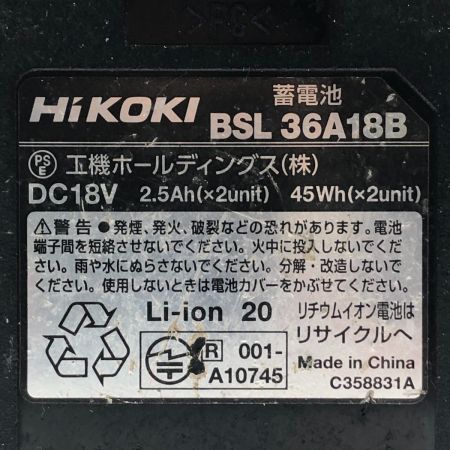 >PC<
HiKOKI 蓄電池
BSL 36A18B
PS E 工機ホールディングス(株)
DC18V 2.5Ah(×2unit) 45Wh(×2unit)
⚠警告 ●発煙、発火、破裂などの恐れがあります。電池
端子間を短絡させないでください。火中に投入しないでくだ
さい。雨や水にぬらさないでください。分解・改造しないで
ください。使用しないときは電池カバーをかぶせてください。
Li-ion 20 リチウムイオン電池は
リサイクルへ
R 001-
A10745
Made in China
C358831A